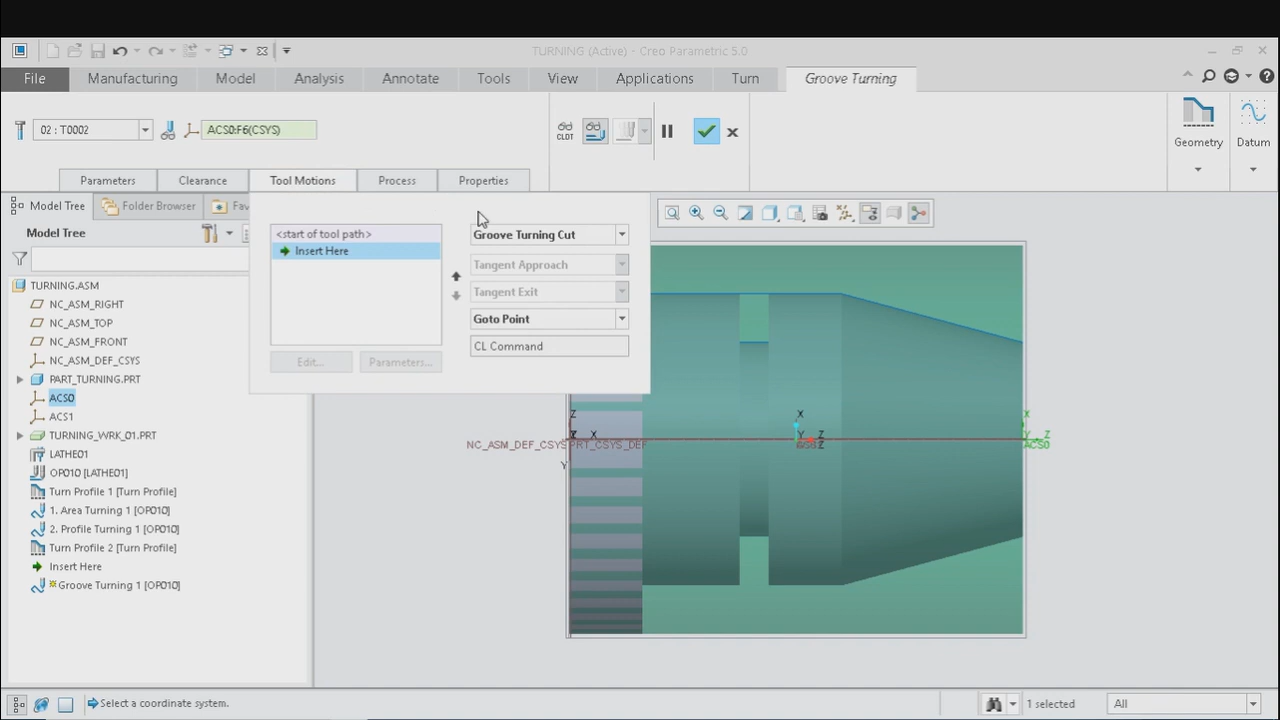 TURNING (Active) - Creo Parametric 5.0
File Manufacturing Model Analysis Annotate Tools View Applications Turn Groove Turning
02 : T0002 ACS0:F6(CSYS) CL DT Geometry Datum
Parameters Clearance Tool Motions Process Properties
Model Tree Folder Browser Fav
Model Tree
<start of tool path>
Insert Here
Edit...
Parameters...
Groove Turning Cut
Tangent Approach
Tangent Exit
Goto Point
CL Command
TURNING.ASM
NC_ASM_RIGHT
NC_ASM_TOP
NC_ASM_FRONT
NC_ASM_DEF_CSYS
PART_TURNING.PRT
ACS0
ACS1
TURNING_WRK_01.PRT
LATHE01
OP010 [LATHE01]
Turn Profile 1 [Turn Profile]
1. Area Turning 1 [OP010]
2. Profile Turning 1 [OP010]
Turn Profile 2 [Turn Profile]
Insert Here
Groove Turning 1 [OP010]
Z
X
Y
NC_ASM_DEF_CSYS PRT_CSYS_DEF
X
Y Z
Z
X
Y Z
ACS0
Select a coordinate system. 1 selected All